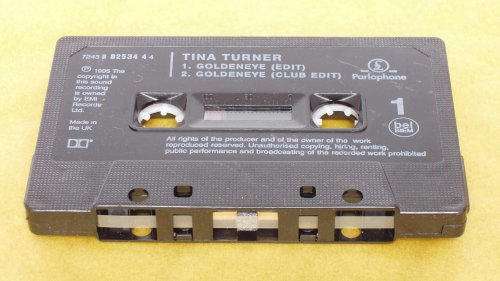 7243 8 82534 4 4
TINA TURNER
1. GOLDENEYE (EDIT)
2. GOLDENEYE (CLUB EDIT)
Parlophone
℗ 1995 The
copyright in
this sound
recording
is owned
by EMI
Records
Ltd.
1
Made in
the UK
bel
BIEM
All rights of the producer and of the owner of the work
reproduced reserved. Unauthorised copying, hiring, renting,
public performance and broadcasting of the recorded work prohibited